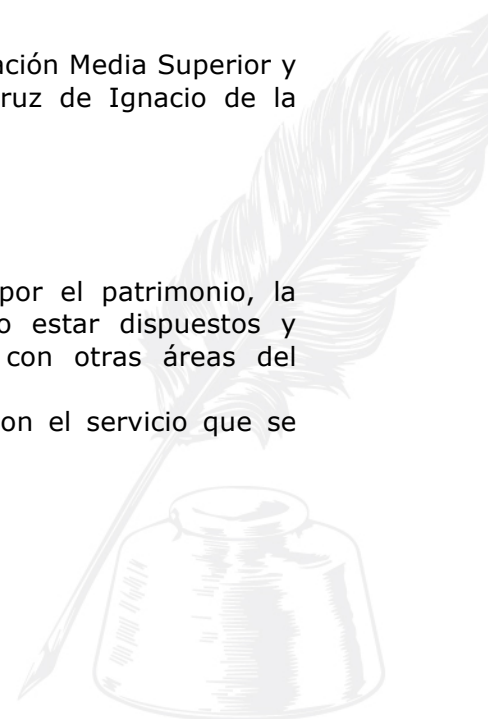 ación Media Superior y
ruz de Ignacio de la
por el patrimonio, la
o estar dispuestos y
con otras áreas del
on el servicio que se